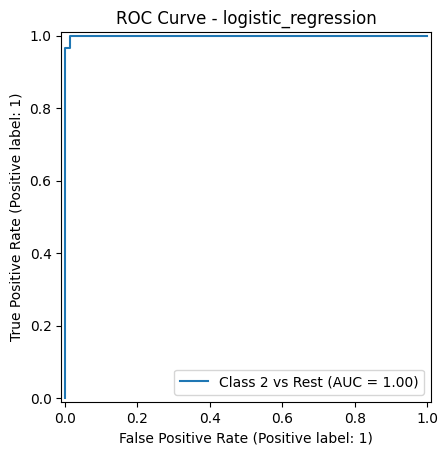 ROC Curve - logistic_regression
True Positive Rate (Positive label: 1)
1.0
0.8
0.6
0.4
0.2
0.0
Class 2 vs Rest (AUC = 1.00)
0.0 0.2 0.4 0.6 0.8 1.0
False Positive Rate (Positive label: 1)